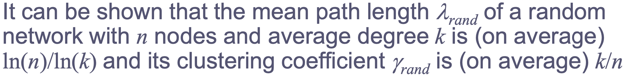 It can be shown that the mean path length λrand of a random
network with n nodes and average degree k is (on average)
ln(n)/ln(k) and its clustering coefficient γrand is (on average) k/n